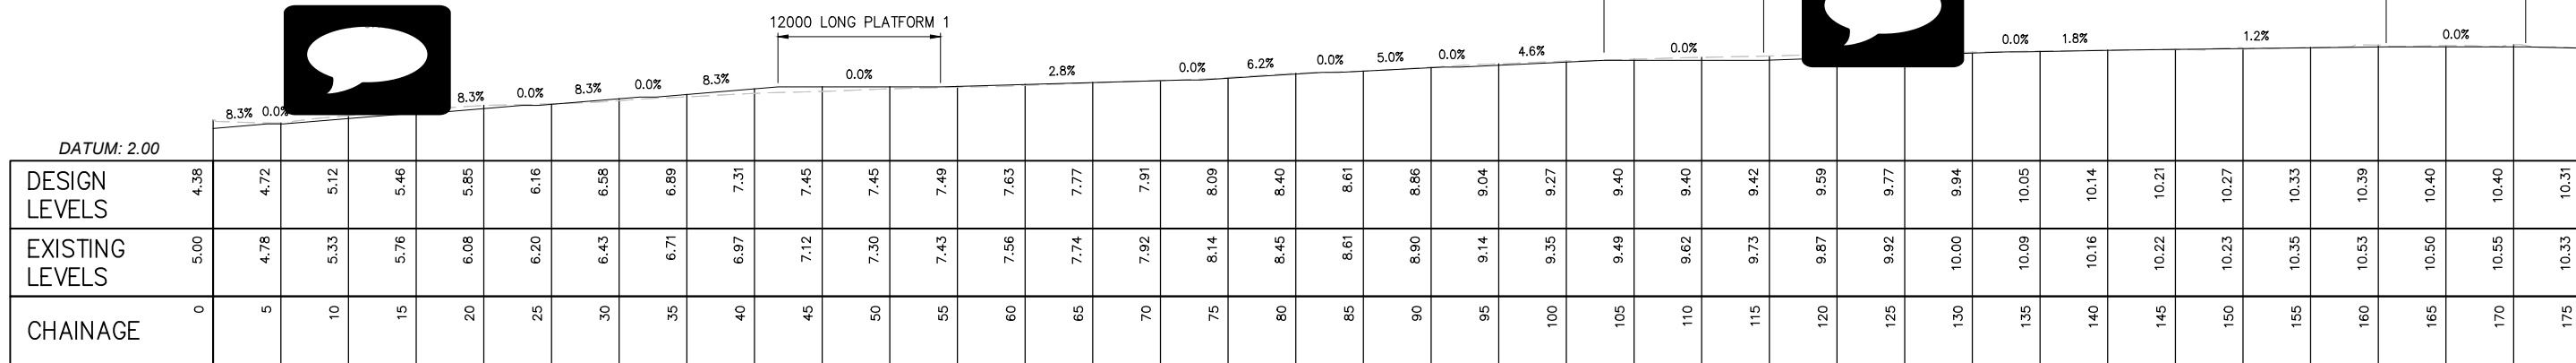 12000 LONG PLATFORM 1
8.3% 0.0% 8.3% 0.0% 8.3% 0.0% 8.3% 0.0% 2.8% 0.0% 6.2% 0.0% 5.0% 0.0% 4.6% 0.0% 0.0% 1.8% 1.2% 0.0%
DATUM: 2.00
DESIGN LEVELS 4.38 4.72 5.12 5.46 5.85 6.16 6.58 6.89 7.31 7.45 7.45 7.49 7.63 7.77 7.91 8.09 8.40 8.61 8.86 9.04 9.27 9.40 9.40 9.42 9.59 9.77 9.94 10.05 10.14 10.21 10.27 10.33 10.39 10.40 10.40 10.31
EXISTING LEVELS 5.00 4.78 5.33 5.76 6.08 6.20 6.43 6.71 6.97 7.12 7.30 7.43 7.56 7.74 7.92 8.14 8.45 8.61 8.90 9.14 9.35 9.49 9.62 9.73 9.87 9.92 10.00 10.09 10.16 10.22 10.23 10.35 10.53 10.50 10.55 10.33
CHAINAGE 0 5 10 15 20 25 30 35 40 45 50 55 60 65 70 75 80 85 90 95 100 105 110 115 120 125 130 135 140 145 150 155 160 165 170 175